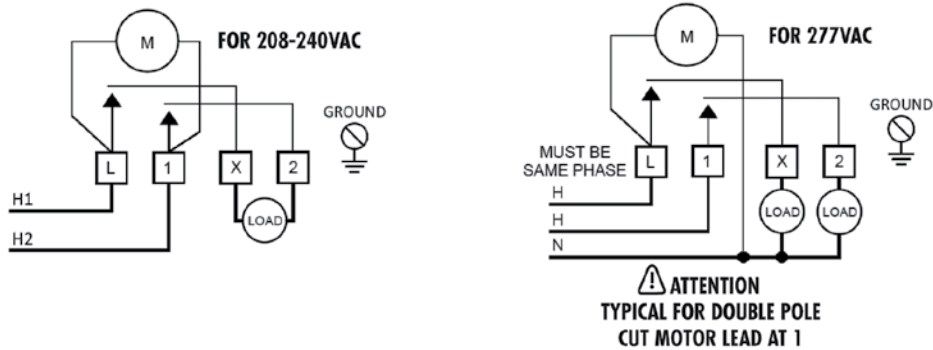 M
FOR 208-240VAC
GROUND
L
1
X
2
H1
LOAD
H2
M
FOR 277VAC
GROUND
MUST BE
SAME PHASE
L
1
X
2
H
LOAD
LOAD
H
N
ATTENTION
TYPICAL FOR DOUBLE POLE
CUT MOTOR LEAD AT 1